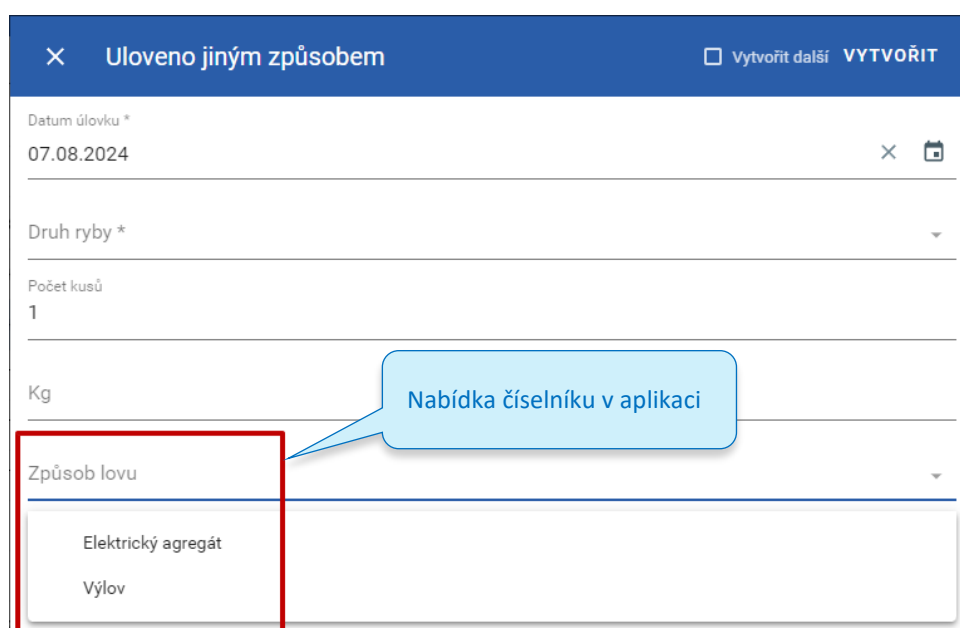 Uloveno jiným způsobem
Vytvořit další VYTVOŘIT
Datum úlovku *
07.08.2024
Druh ryby *
Počet kusů
1
Kg
Nabídka číselníku v aplikaci
Způsob lovu
Elektrický agregát
Výlov